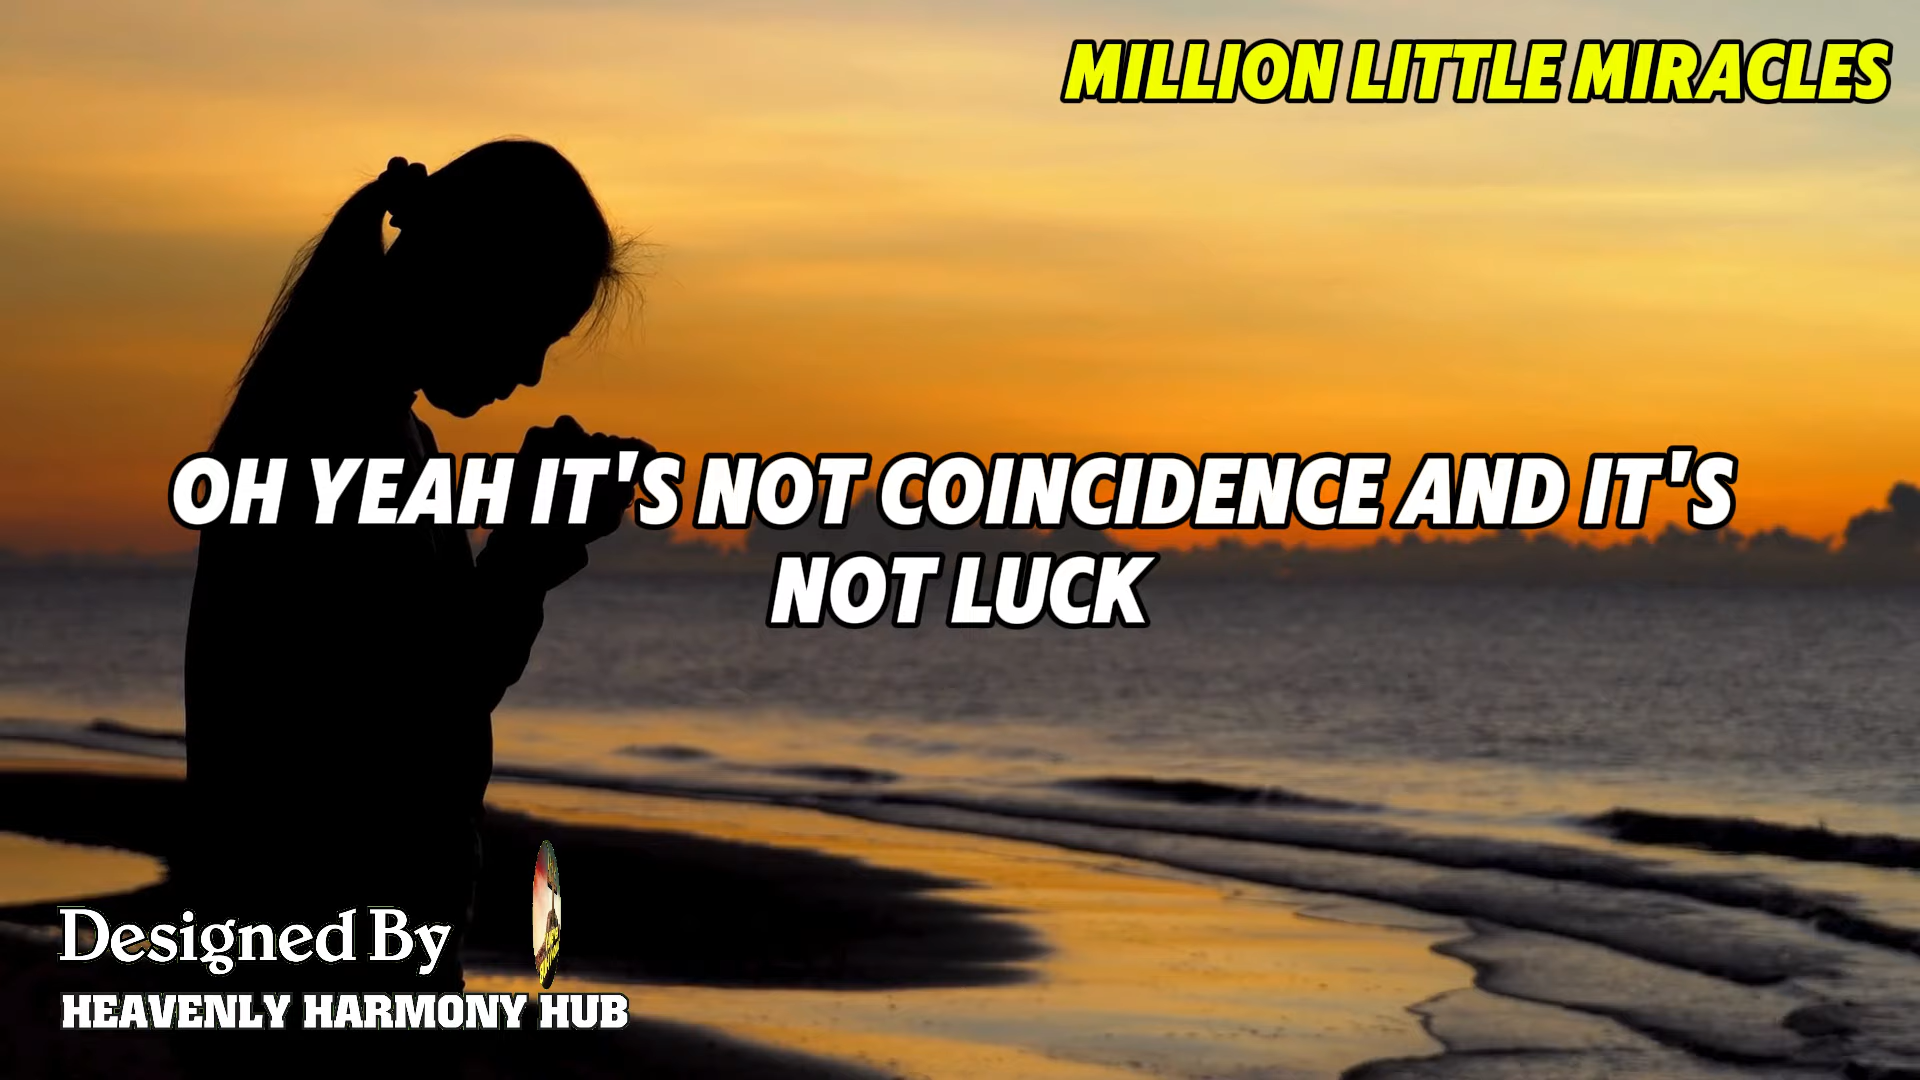 MILLION LITTLE MIRACLES
OH YEAH IT'S NOT COINCIDENCE AND IT'S
NOT LUCK
Designed By
HEAVENLY HARMONY HUB